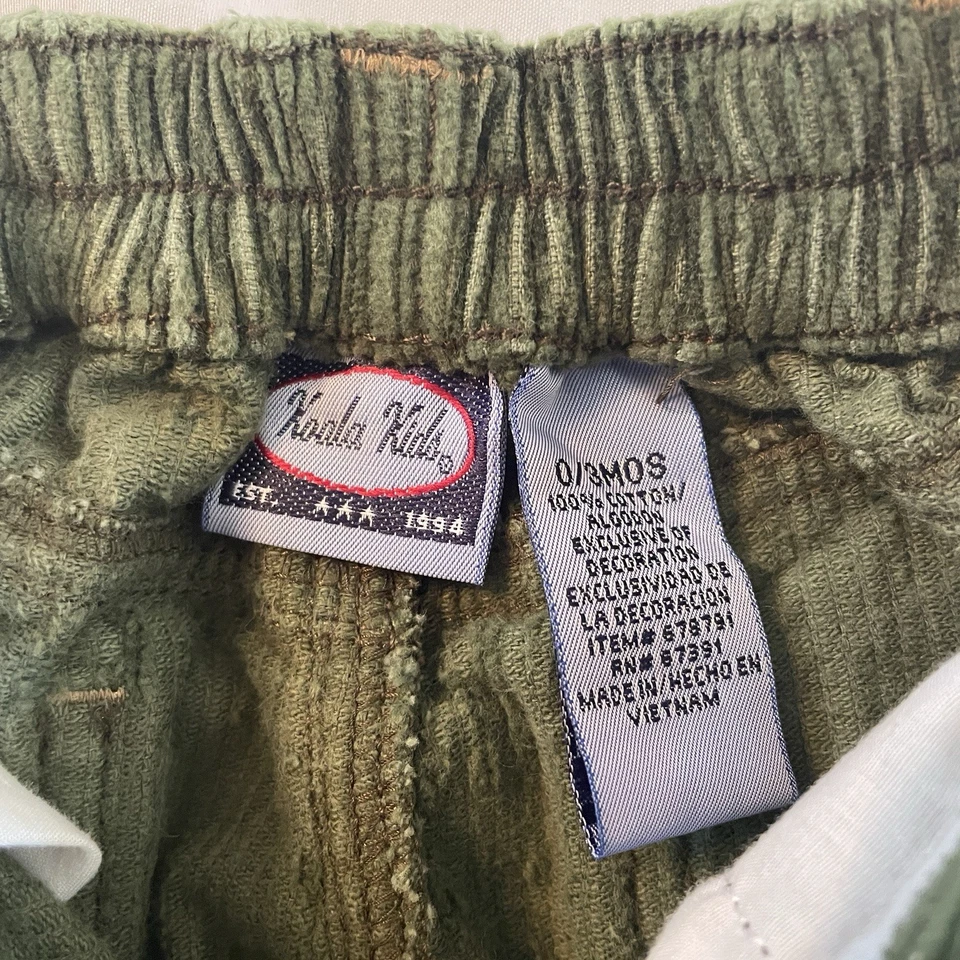 Koala Kids®
EST. ★★★ 1994
0/3MOS
100% COTTON/
ALGODON
EXCLUSIVE OF
DECORATION
EXCLUSIVIDAD DE
LA DECORACION
ITEM# 678791
RN# 67391
MADE IN/HECHO EN
VIETNAM